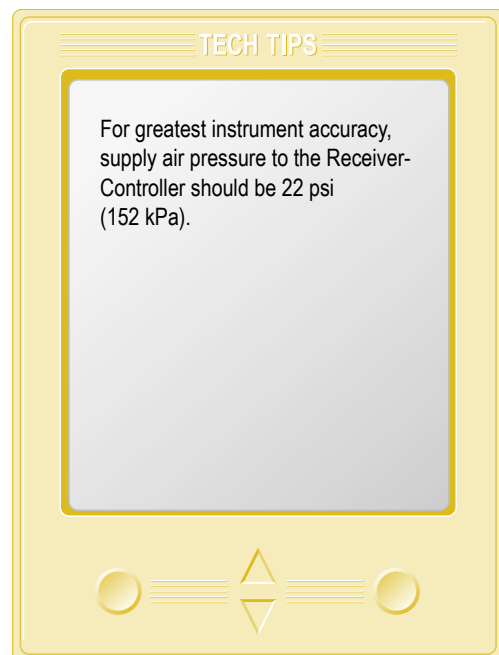 TECH TIPS
For greatest instrument accuracy,
supply air pressure to the Receiver-
Controller should be 22 psi
(152 kPa).